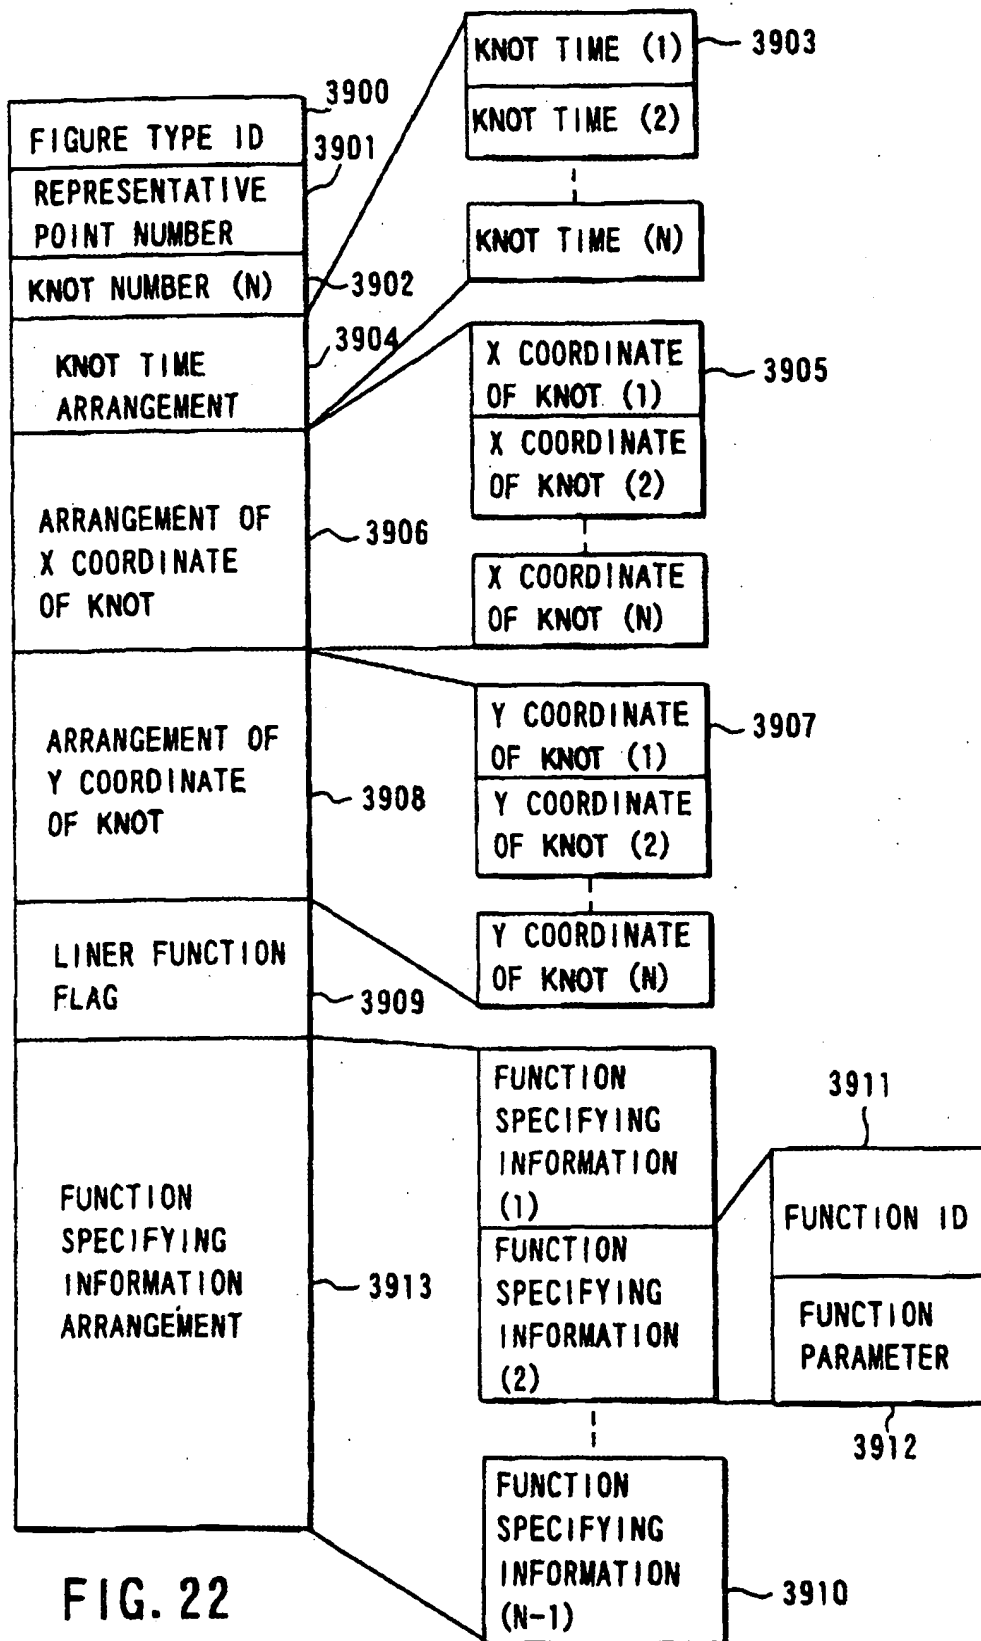 3900
FIGURE TYPE ID
3901
REPRESENTATIVE
POINT NUMBER
KNOT NUMBER (N)
3902
3904
KNOT TIME
ARRANGEMENT
ARRANGEMENT OF
X COORDINATE
OF KNOT
3906
ARRANGEMENT OF
Y COORDINATE
OF KNOT
3908
LINER FUNCTION
FLAG
3909
FUNCTION
SPECIFYING
INFORMATION
ARRANGEMENT
3913
KNOT TIME (1)
3903
KNOT TIME (2)
KNOT TIME (N)
X COORDINATE
OF KNOT (1)
3905
X COORDINATE
OF KNOT (2)
X COORDINATE
OF KNOT (N)
Y COORDINATE
OF KNOT (1)
3907
Y COORDINATE
OF KNOT (2)
Y COORDINATE
OF KNOT (N)
FUNCTION
SPECIFYING
INFORMATION
(1)
FUNCTION
SPECIFYING
INFORMATION
(2)
FUNCTION
SPECIFYING
INFORMATION
(N-1)
3910
3911
FUNCTION ID
FUNCTION
PARAMETER
3912
FIG. 22